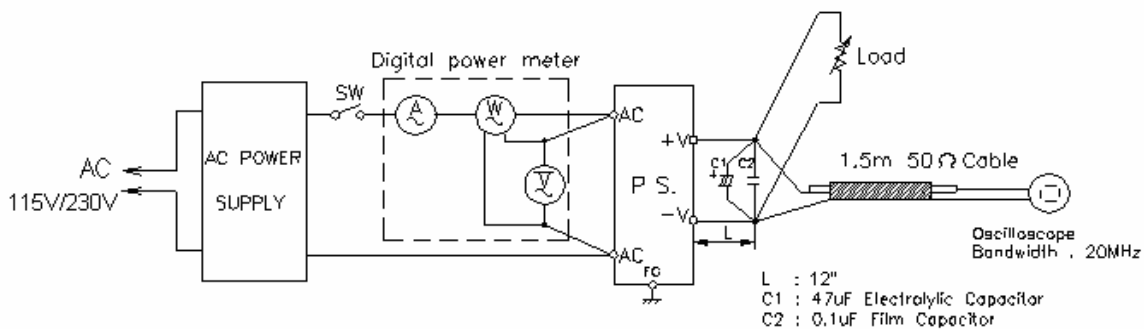 Digital power meter
SW
A
W
V
AC
115V/230V
AC POWER
SUPPLY
AC
AC
P S.
FG
+V
-V
C1
+
C2
L
Load
1.5m 50Ω Cable
Oscilloscope
Bandwidth . 20MHz
L : 12"
C1 : 47uF Electralylic Capacitor
C2 : 0.1uF Film Capacitor